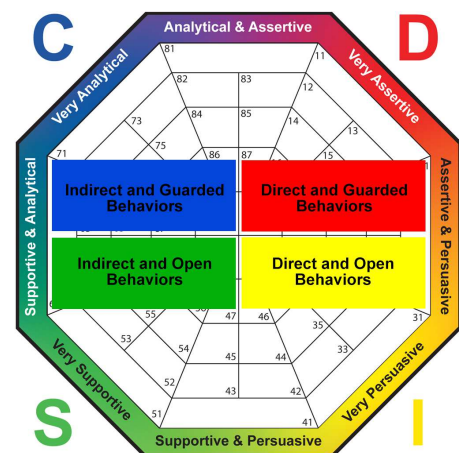 C
D
Analytical & Assertive
Very Analytical
Very Assertive
81
11
82
83
12
73
84
85
14
13
71
75
86
87
15
Supportive & Analytical
Indirect and Guarded
Behaviors
Direct and Guarded
Behaviors
Assertive & Persuasive
Indirect and Open
Behaviors
Direct and Open
Behaviors
55
47
46
35
31
53
54
45
44
33
52
43
42
51
41
Very Supportive
Very Persuasive
S
I
Supportive & Persuasive